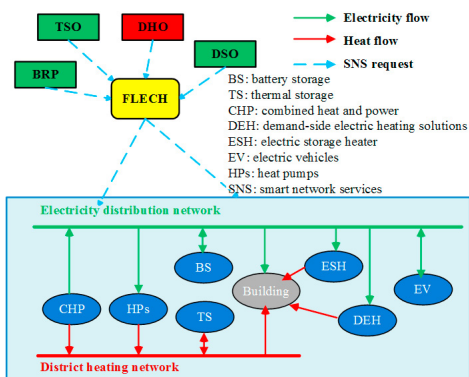 TSO
DHO
DSO
BRP
FLECH
Electricity flow
Heat flow
SNS request
BS: battery storage
TS: thermal storage
CHP: combined heat and power
DEH: demand-side electric heating solutions
ESH: electric storage heater
EV: electric vehicles
HPs: heat pumps
SNS: smart network services
Electricity distribution network
BS
ESH
Building
EV
CHP
HPs
TS
DEH
District heating network